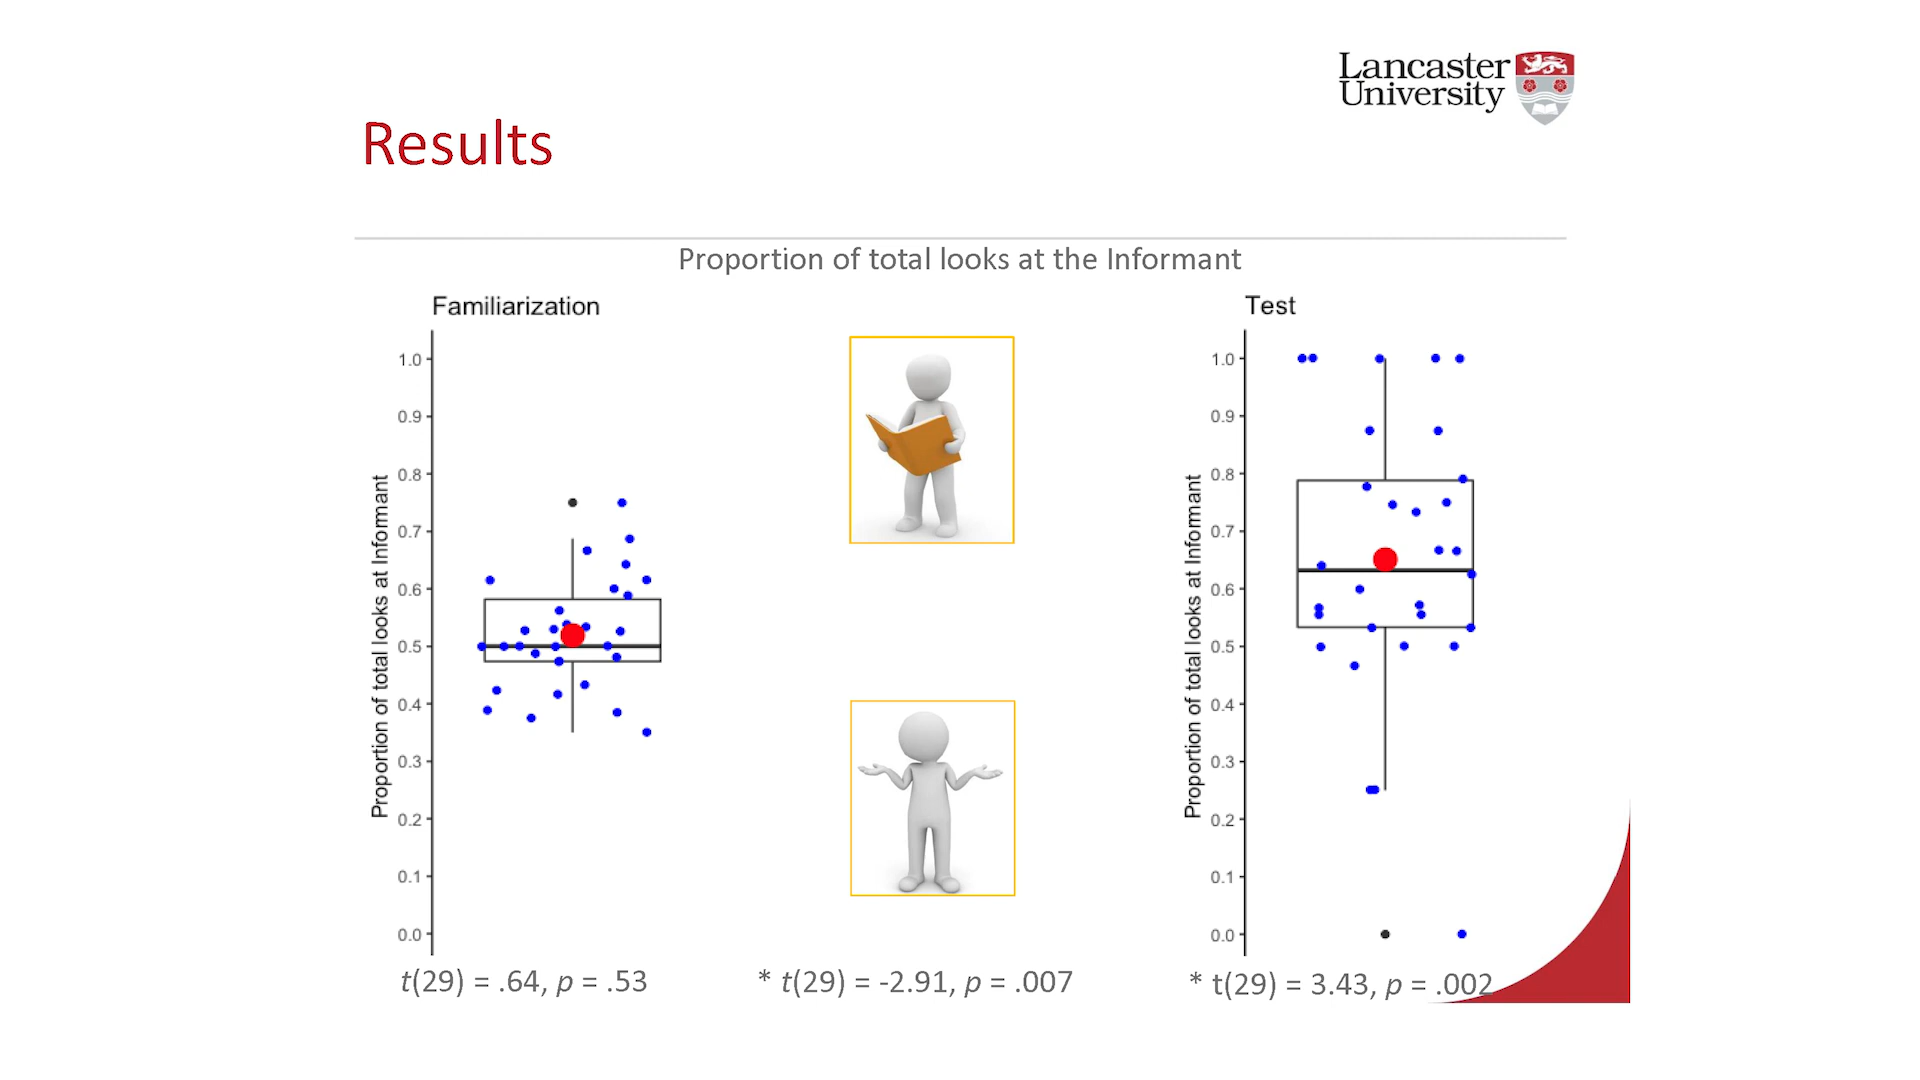 Lancaster
University
Results
Proportion of total looks at the Informant
Familiarization
Proportion of total looks at Informant
1.0
0.9
0.8
0.7
0.6
0.5
0.4
0.3
0.2
0.1
0.0
t(29) = .64, p = .53
* t(29) = -2.91, p = .007
Test
Proportion of total looks at Informant
1.0
0.9
0.8
0.7
0.6
0.5
0.4
0.3
0.2
0.1
0.0
* t(29) = 3.43, p = .002